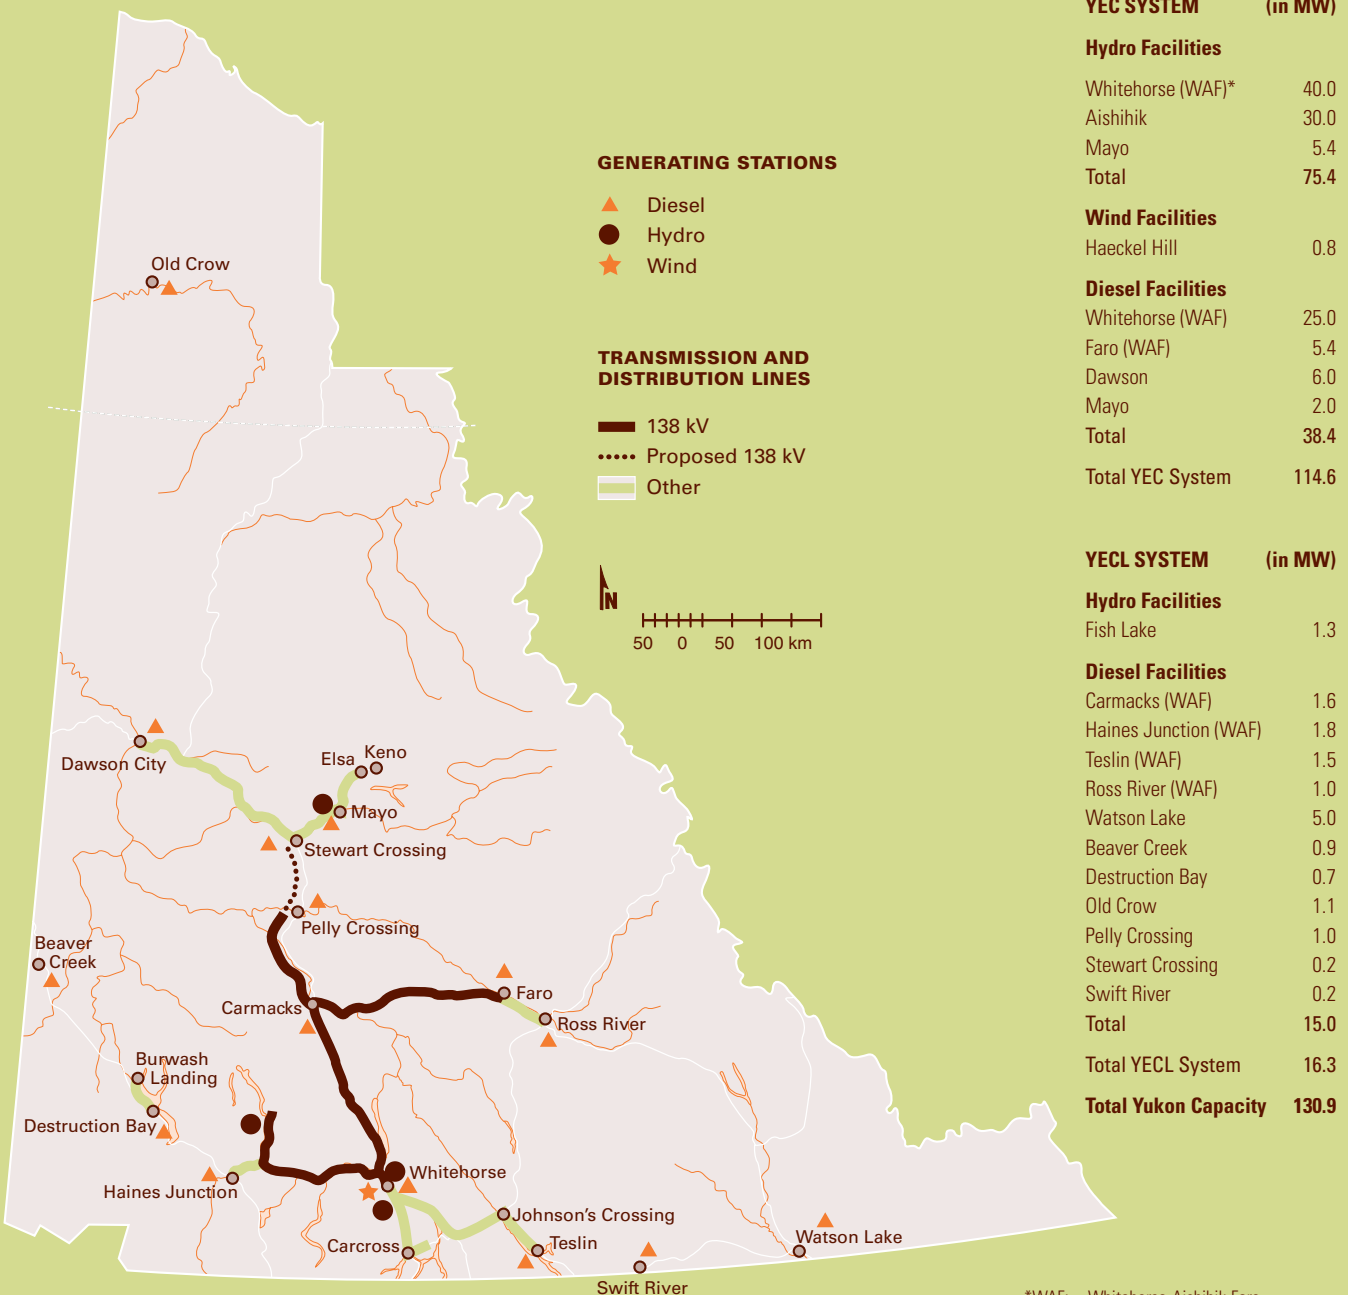 YEC SYSTEM (in MW)
Hydro Facilities
Whitehorse (WAF)* 40.0
Aishihik 30.0
Mayo 5.4
Total 75.4
Wind Facilities
Haeckel Hill 0.8
Diesel Facilities
Whitehorse (WAF) 25.0
Faro (WAF) 5.4
Dawson 6.0
Mayo 2.0
Total 38.4
Total YEC System 114.6
YECL SYSTEM (in MW)
Hydro Facilities
Fish Lake 1.3
Diesel Facilities
Carmacks (WAF) 1.6
Haines Junction (WAF) 1.8
Teslin (WAF) 1.5
Ross River (WAF) 1.0
Watson Lake 5.0
Beaver Creek 0.9
Destruction Bay 0.7
Old Crow 1.1
Pelly Crossing 1.0
Stewart Crossing 0.2
Swift River 0.2
Total 15.0
Total YECL System 16.3
Total Yukon Capacity 130.9
*WAF: Whitehorse-Aishihik-Faro
GENERATING STATIONS
Diesel
Hydro
Wind
TRANSMISSION AND
DISTRIBUTION LINES
138 kV
Proposed 138 kV
Other
N
50 0 50 100 km
Old Crow
Dawson City
Elsa
Keno
Mayo
Stewart Crossing
Pelly Crossing
Beaver
Creek
Carmacks
Faro
Ross River
Burwash
Landing
Destruction Bay
Haines Junction
Whitehorse
Johnson's Crossing
Carcross
Teslin
Watson Lake
Swift River